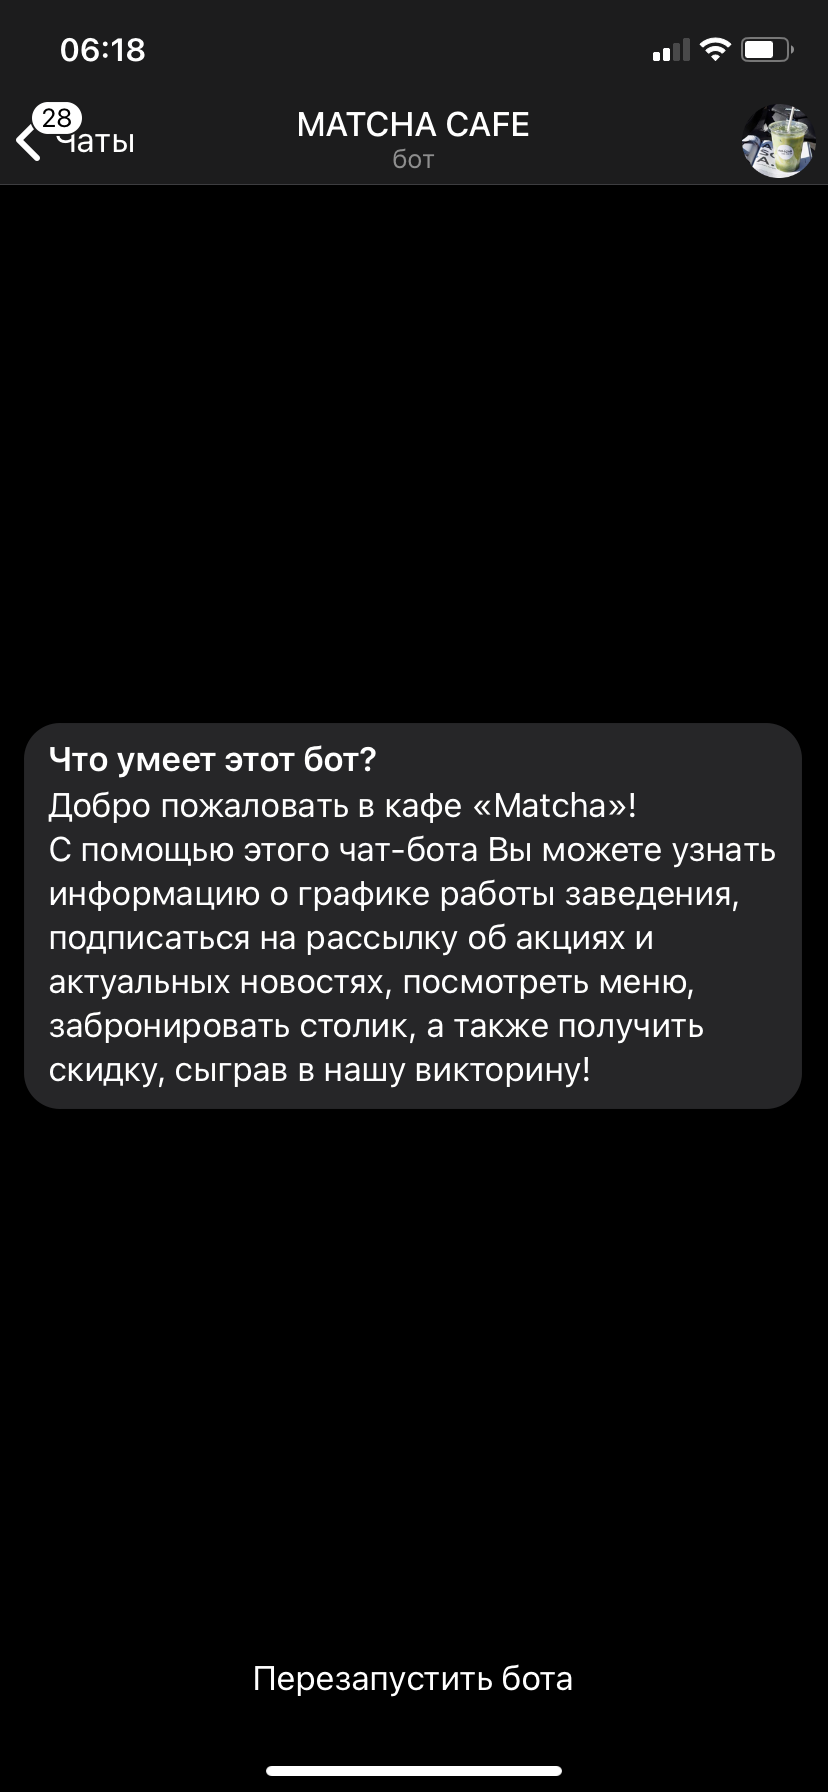 06:18
28
Чаты
MATCHA CAFE
бот
Что умеет этот бот?
Добро пожаловать в кафе «Matcha»!
С помощью этого чат-бота Вы можете узнать
информацию о графике работы заведения,
подписаться на рассылку об акциях и
актуальных новостях, посмотреть меню,
забронировать столик, а также получить
скидку, сыграв в нашу викторину!
Перезапустить бота